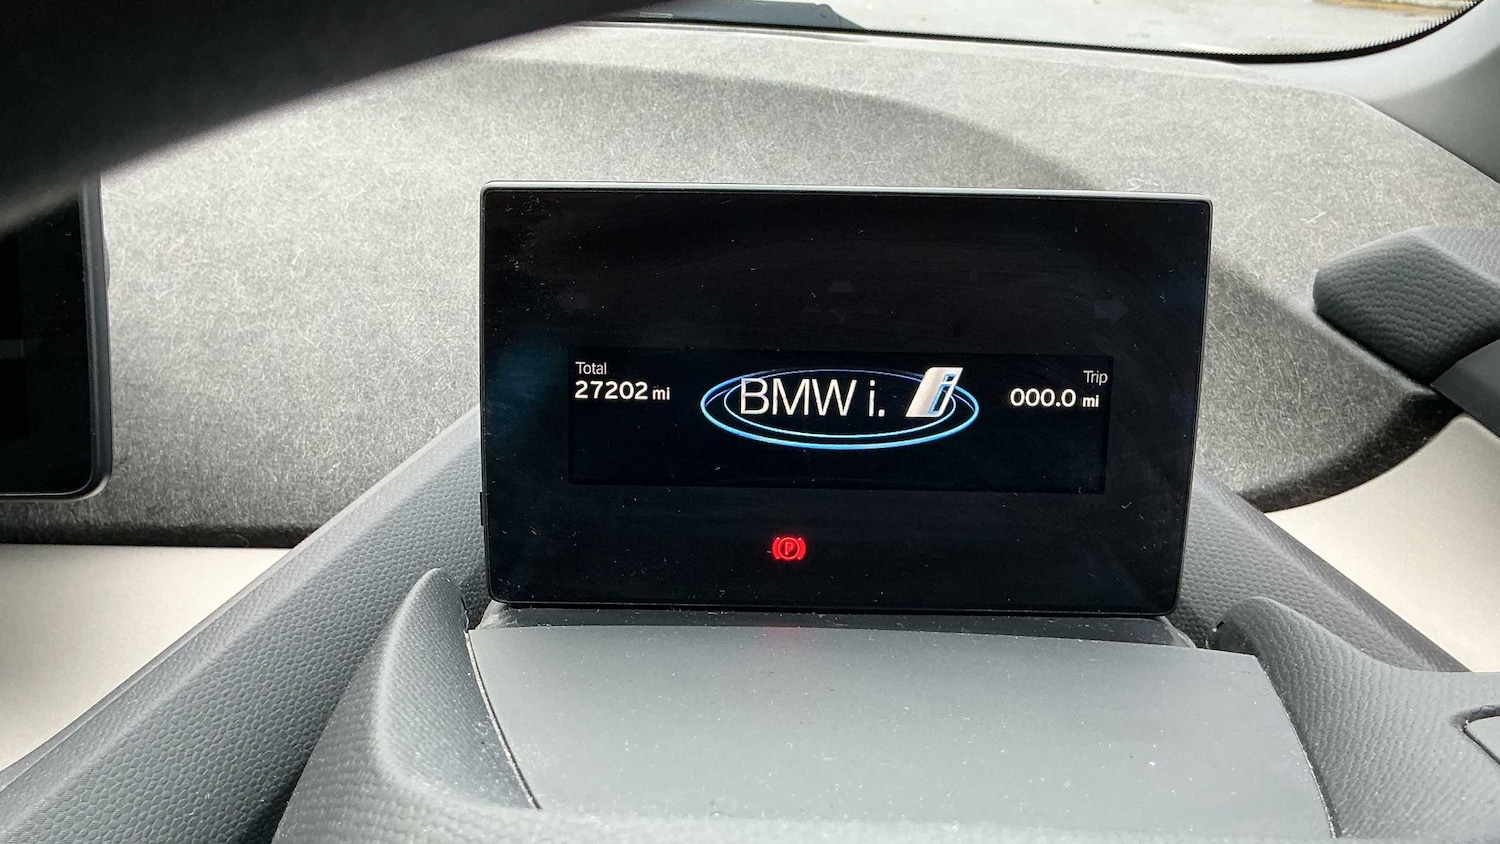 Total
27202 mi
BMW i.
i
Trip
000.0 mi
P